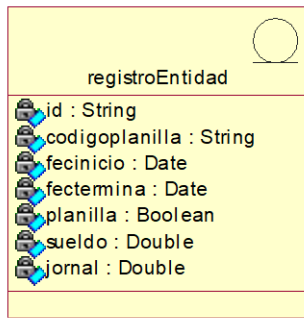 registroEntidad
id : String
codigoplanilla : String
fecinicio : Date
fectermina : Date
planilla : Boolean
sueldo : Double
jornal : Double